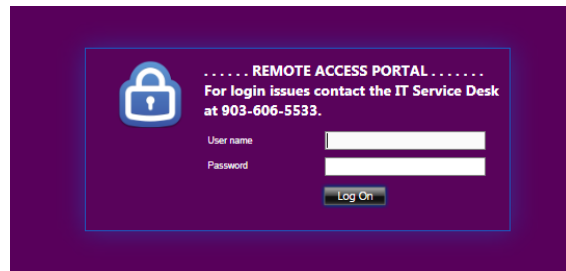 . . . . . . REMOTE ACCESS PORTAL . . . . . . .
For login issues contact the IT Service Desk
at 903-606-5533.
User name
Password
Log On